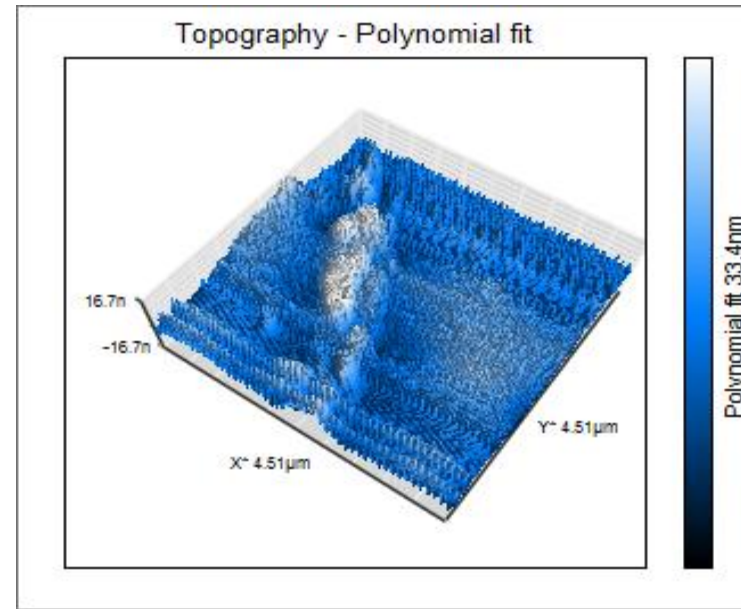 Topography - Polynomial fit
16.7n
-16.7n
X* 4.51µm
Y* 4.51µm
Polynomial fit 33.4nm